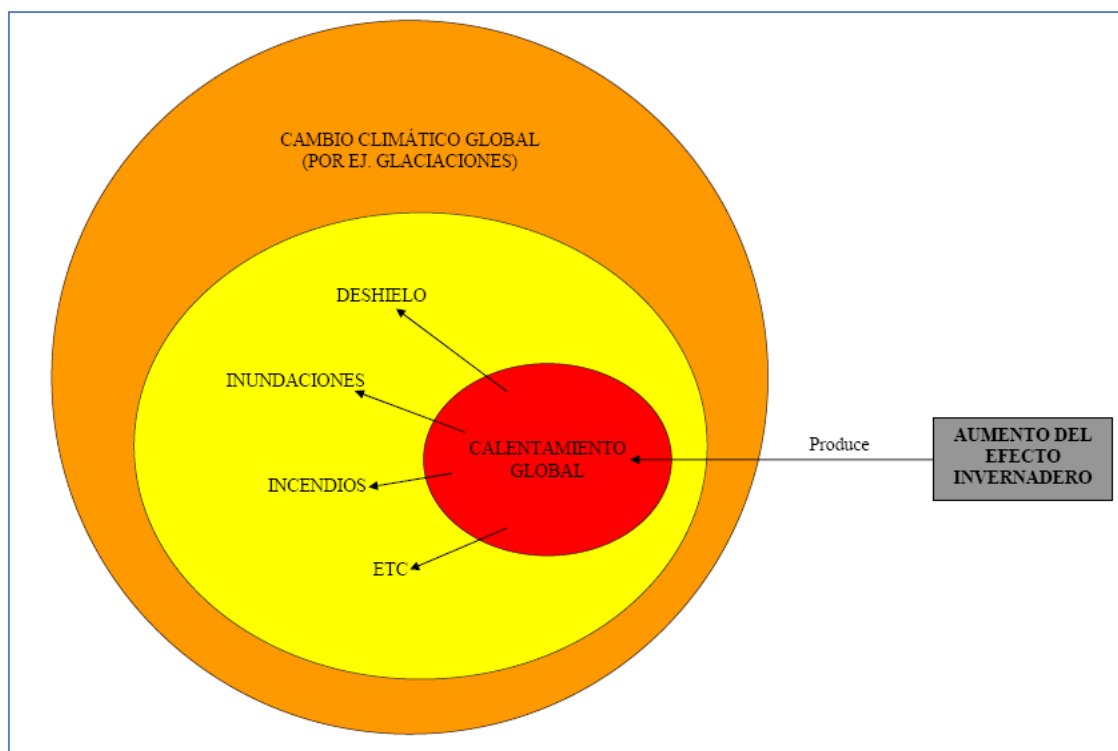 CAMBIO CLIMÁTICO GLOBAL
(POR EJ. GLACIACIONES)
DESHIELO
INUNDACIONES
CALENTAMIENTO
GLOBAL
INCENDIOS
ETC
Produce
AUMENTO DEL
EFECTO
INVERNADERO